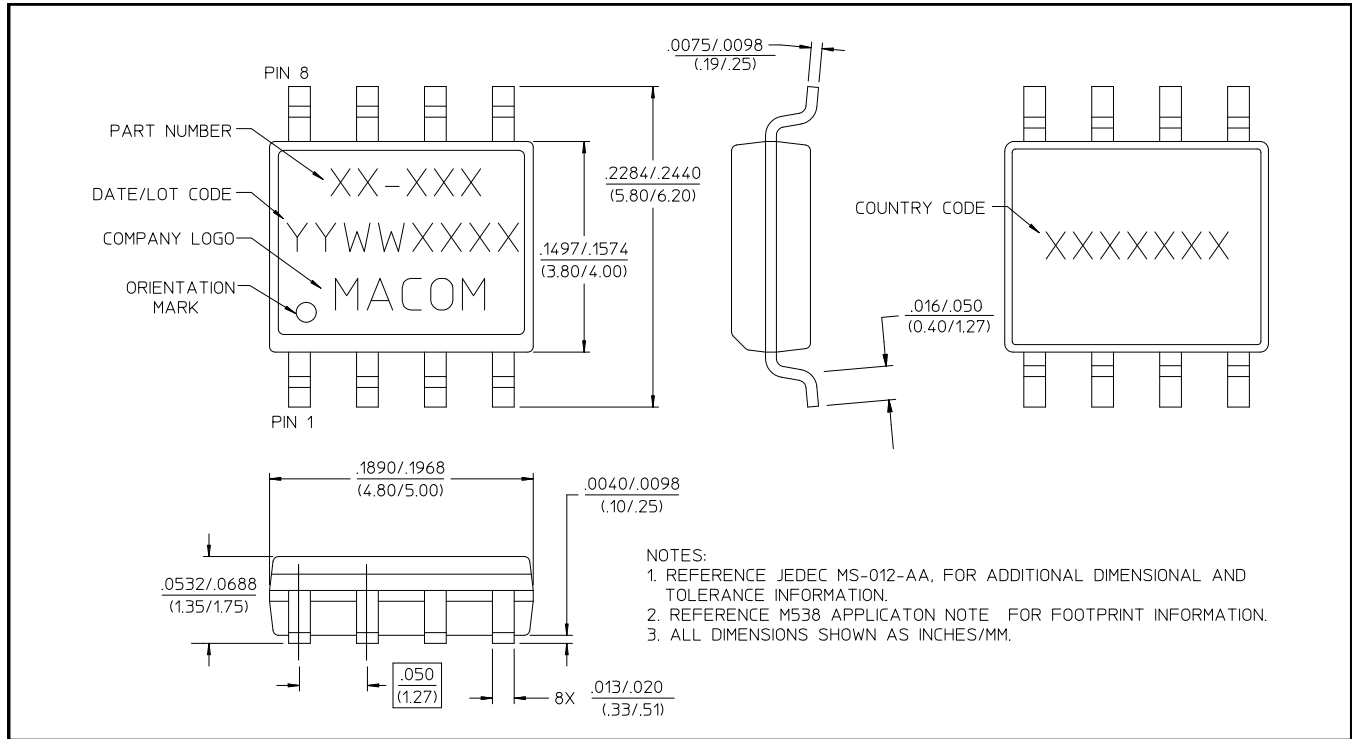 .0075/.0098
(.19/.25)
PIN 8
PART NUMBER
XX-XXX
.2284/.2440
(5.80/6.20)
DATE/LOT CODE
YYWWXXXX
COUNTRY CODE
XXXXXXX
COMPANY LOGO
.1497/.1574
(3.80/4.00)
MACOM
ORIENTATION
MARK
.016/.050
(0.40/1.27)
PIN 1
.1890/.1968
(4.80/5.00)
.0040/.0098
(.10/.25)
.0532/.0688
(1.35/1.75)
NOTES:
1. REFERENCE JEDEC MS-012-AA, FOR ADDITIONAL DIMENSIONAL AND
TOLERANCE INFORMATION.
2. REFERENCE M538 APPLICATON NOTE FOR FOOTPRINT INFORMATION.
3. ALL DIMENSIONS SHOWN AS INCHES/MM.
.050
(1.27)
8X .013/.020
(.33/.51)